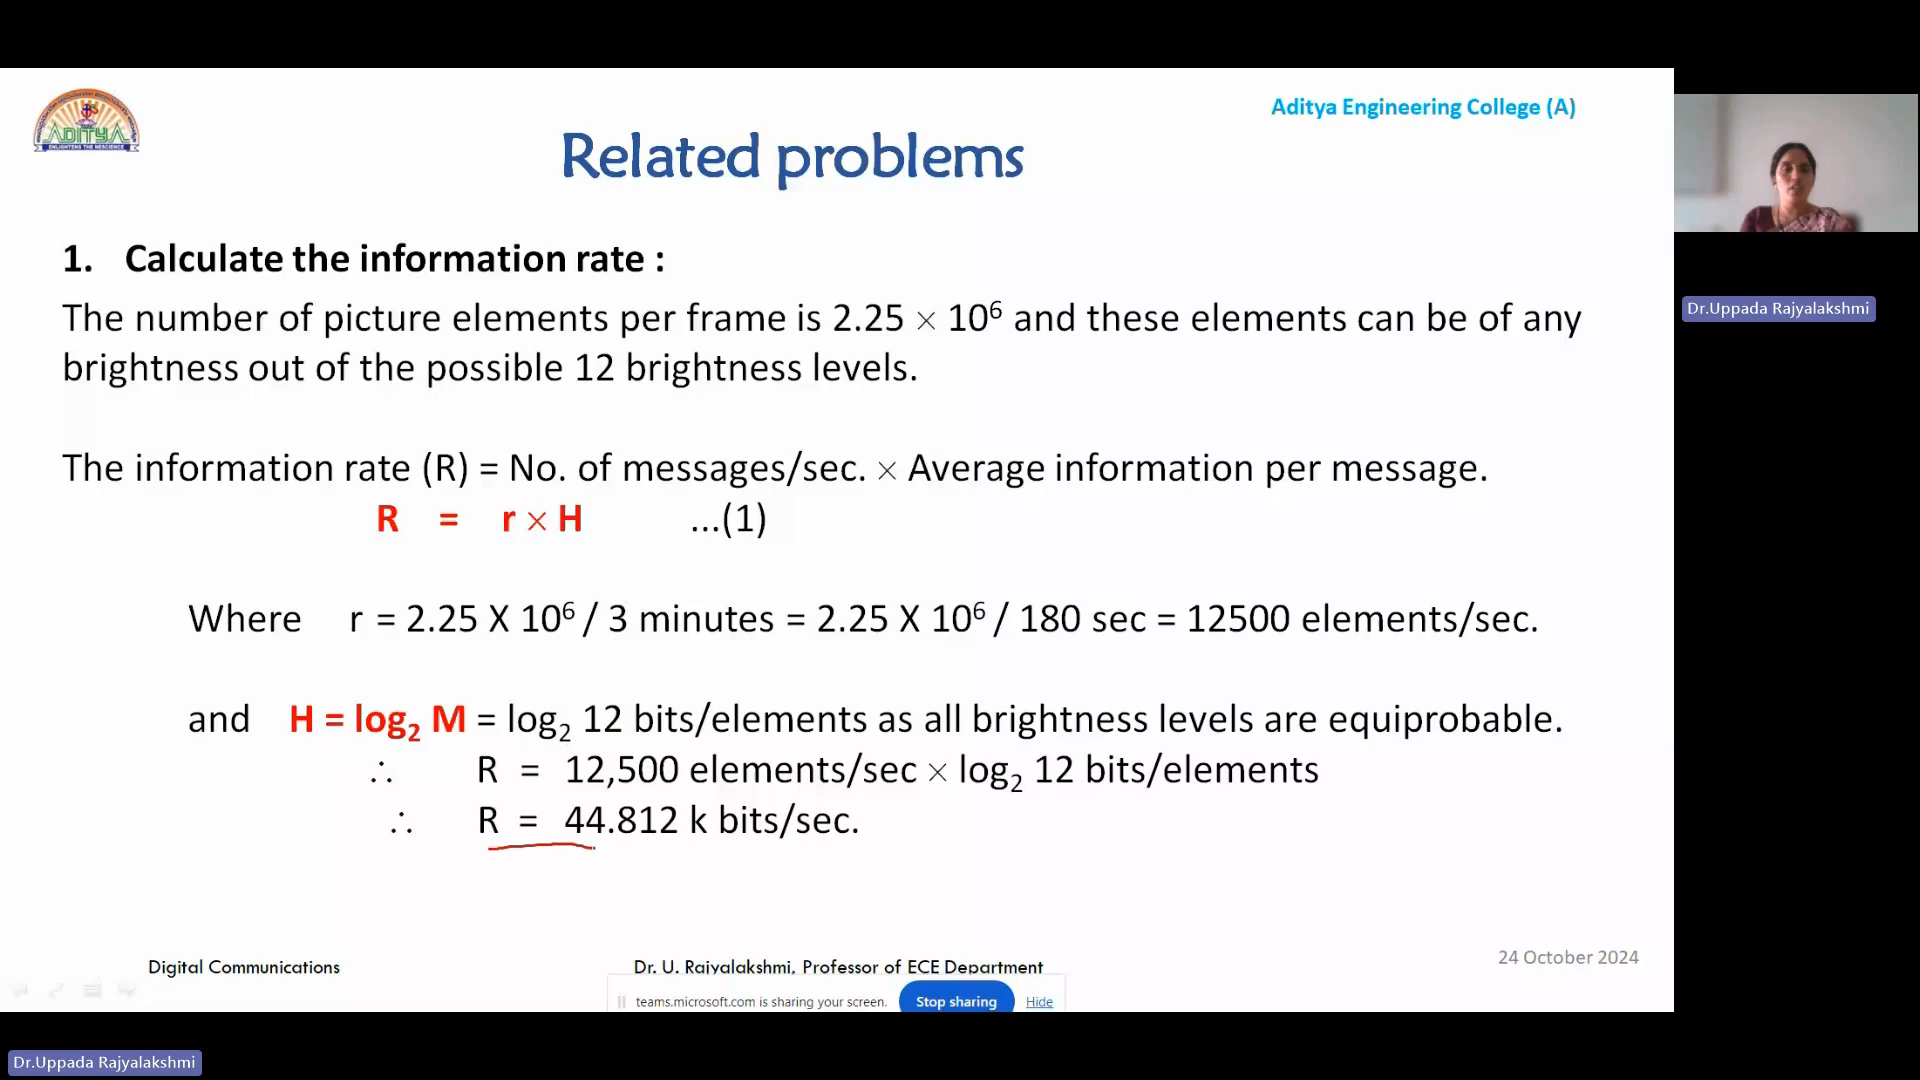 ADITYA
ENLIGHTENS THE NESCIENCE
Aditya Engineering College (A)
Related problems
1. Calculate the information rate :
The number of picture elements per frame is 2.25 × 10⁶ and these elements can be of any
brightness out of the possible 12 brightness levels.
The information rate (R) = No. of messages/sec. × Average information per message.
R = r × H ...(1)
Where r = 2.25 X 10⁶ / 3 minutes = 2.25 X 10⁶ / 180 sec = 12500 elements/sec.
and H = log₂ M = log₂ 12 bits/elements as all brightness levels are equiprobable.
∴ R = 12,500 elements/sec × log₂ 12 bits/elements
∴ R = 44.812 k bits/sec.
Digital Communications
Dr. U. Rajyalakshmi, Professor of ECE Department
24 October 2024
teams.microsoft.com is sharing your screen.
Stop sharing
Hide
Dr.Uppada Rajyalakshmi
Dr.Uppada Rajyalakshmi